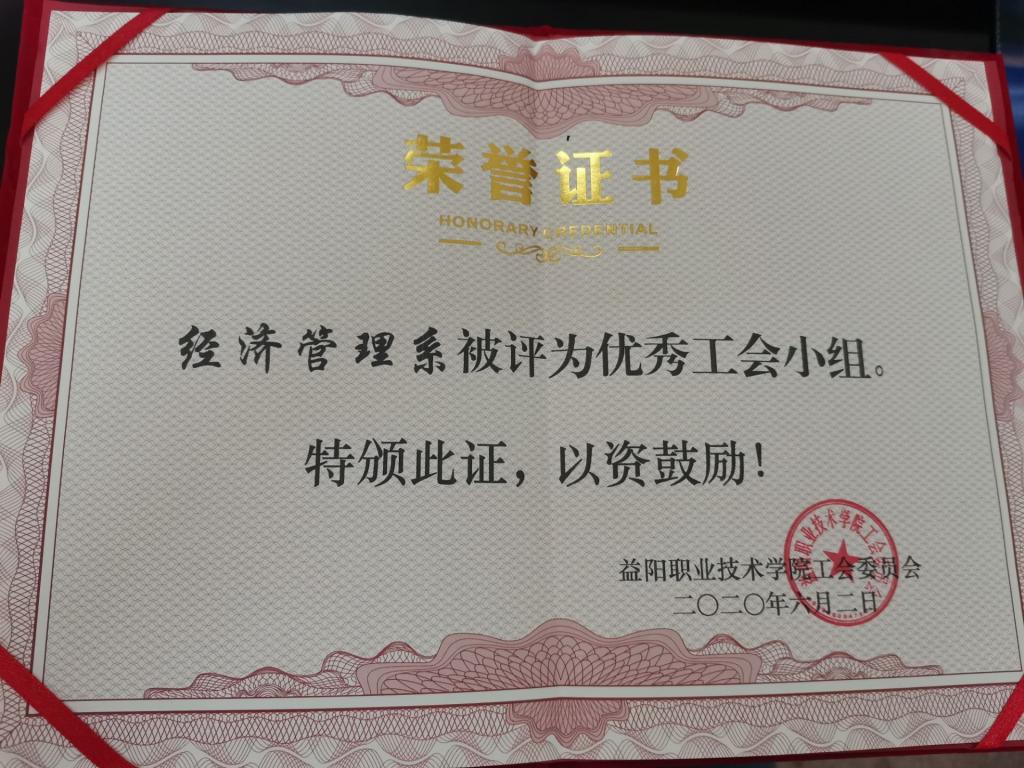 荣誉证书
HONORARY CREDENTIAL
经济管理系被评为优秀工会小组。
特颁此证，以资鼓励！
益阳职业技术学院工会委员会
二〇二〇年六月二日